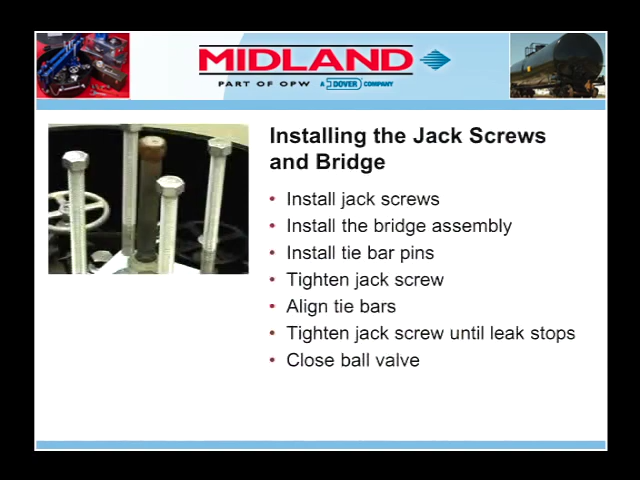 MIDLAND
PART OF OPW A DOVER COMPANY
Installing the Jack Screws
and Bridge
• Install jack screws
• Install the bridge assembly
• Install tie bar pins
• Tighten jack screw
• Align tie bars
• Tighten jack screw until leak stops
• Close ball valve